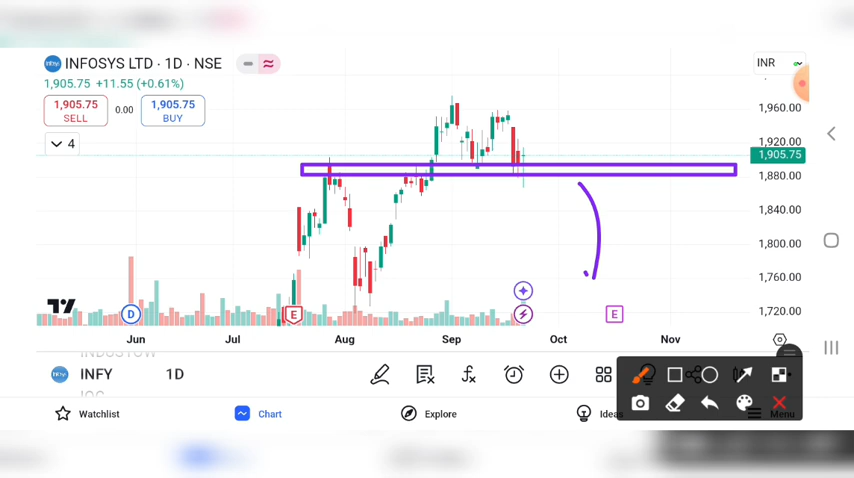 Infy INFOSYS LTD · 1D · NSE
INR
1,905.75 +11.55 (+0.61%)
1,905.75
SELL
0.00
1,905.75
BUY
4
1,960.00
1,920.00
1,905.75
1,880.00
1,840.00
1,800.00
1,760.00
1,720.00
D
E
E
Jun
Jul
Aug
Sep
Oct
Nov
Infy INFY
1D
Watchlist
Chart
Explore
Ideas
Menu